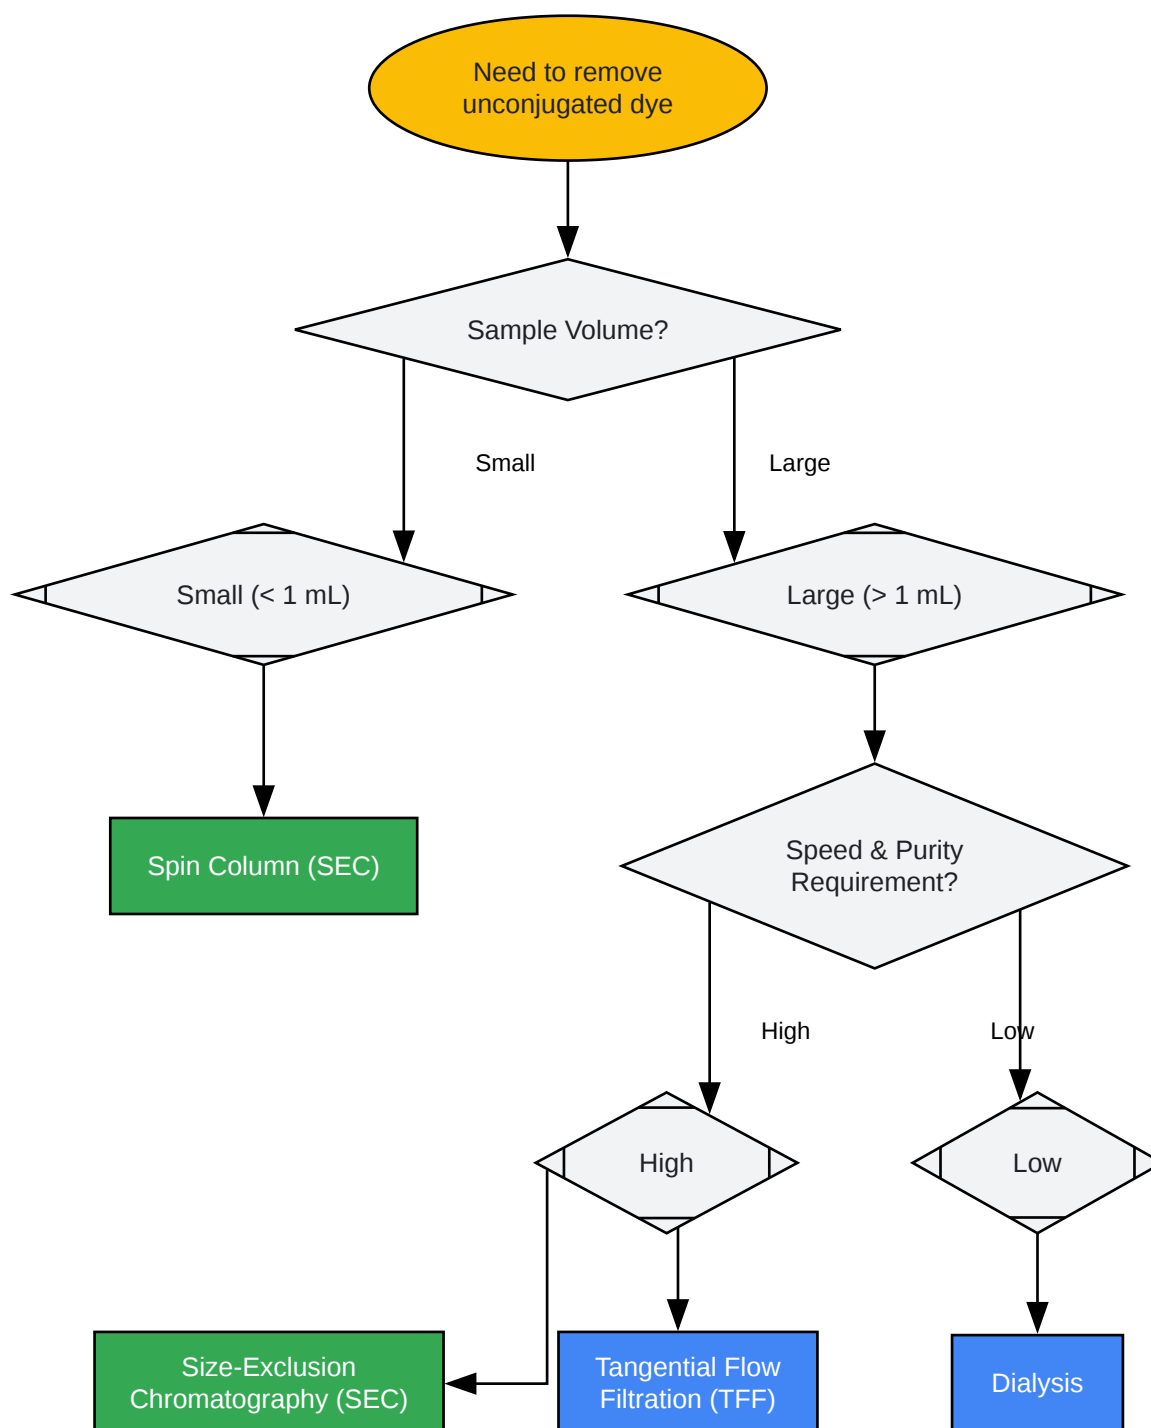 Need to remove
unconjugated dye
Sample Volume?
Small
Large
Small (< 1 mL)
Large (> 1 mL)
Spin Column (SEC)
Speed & Purity
Requirement?
High
Low
High
Low
Size-Exclusion
Chromatography (SEC)
Tangential Flow
Filtration (TFF)
Dialysis